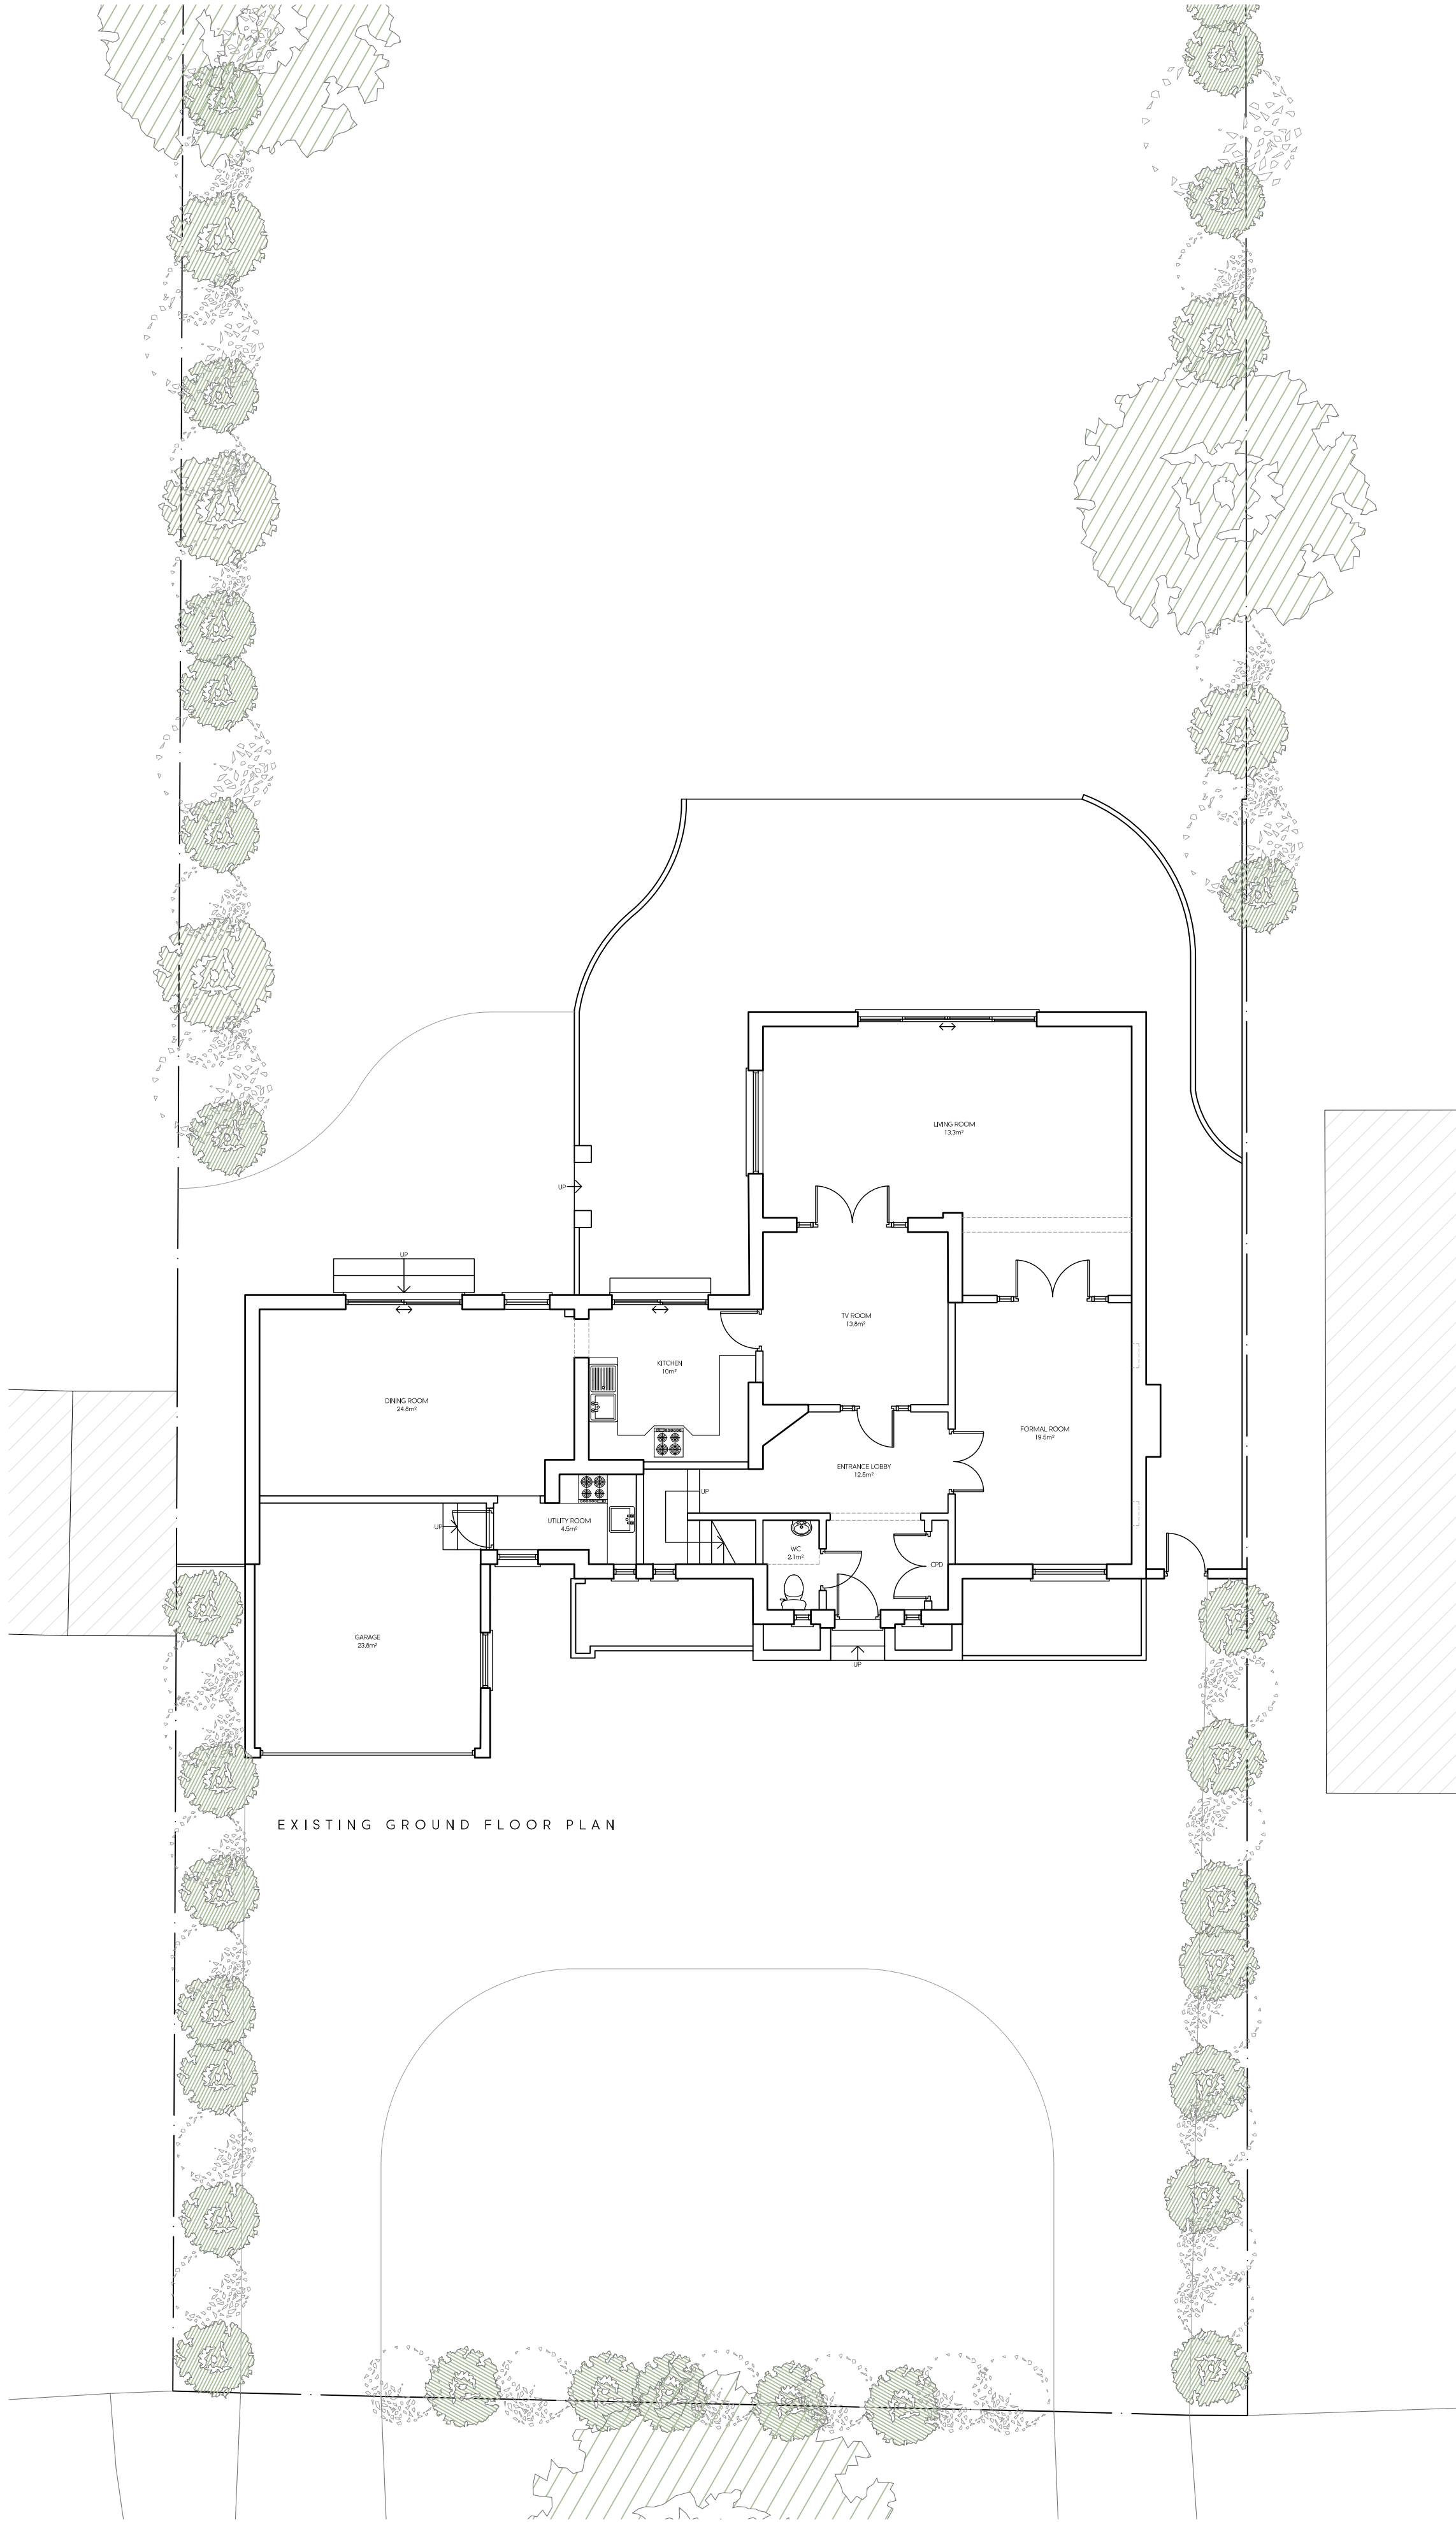 LIVING ROOM
13.3m²
UP
UP
TV ROOM
13.8m²
KITCHEN
10m²
DINING ROOM
24.8m²
FORMAL ROOM
19.5m²
ENTRANCE LOBBY
12.5m²
UP
UTILITY ROOM
4.5m²
UP
WC
2.1m²
CPD
GARAGE
23.8m²
UP
EXISTING GROUND FLOOR PLAN